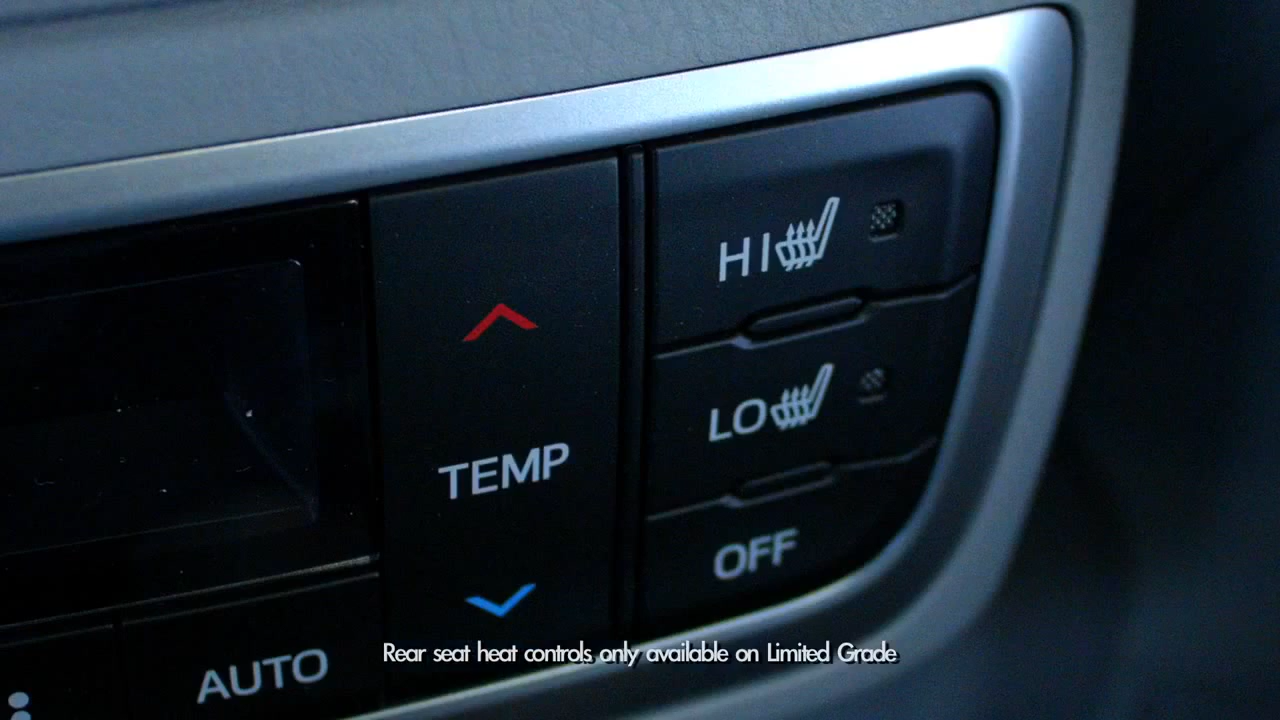 HI
LO
TEMP
OFF
AUTO
Rear seat heat controls only available on Limited Grade